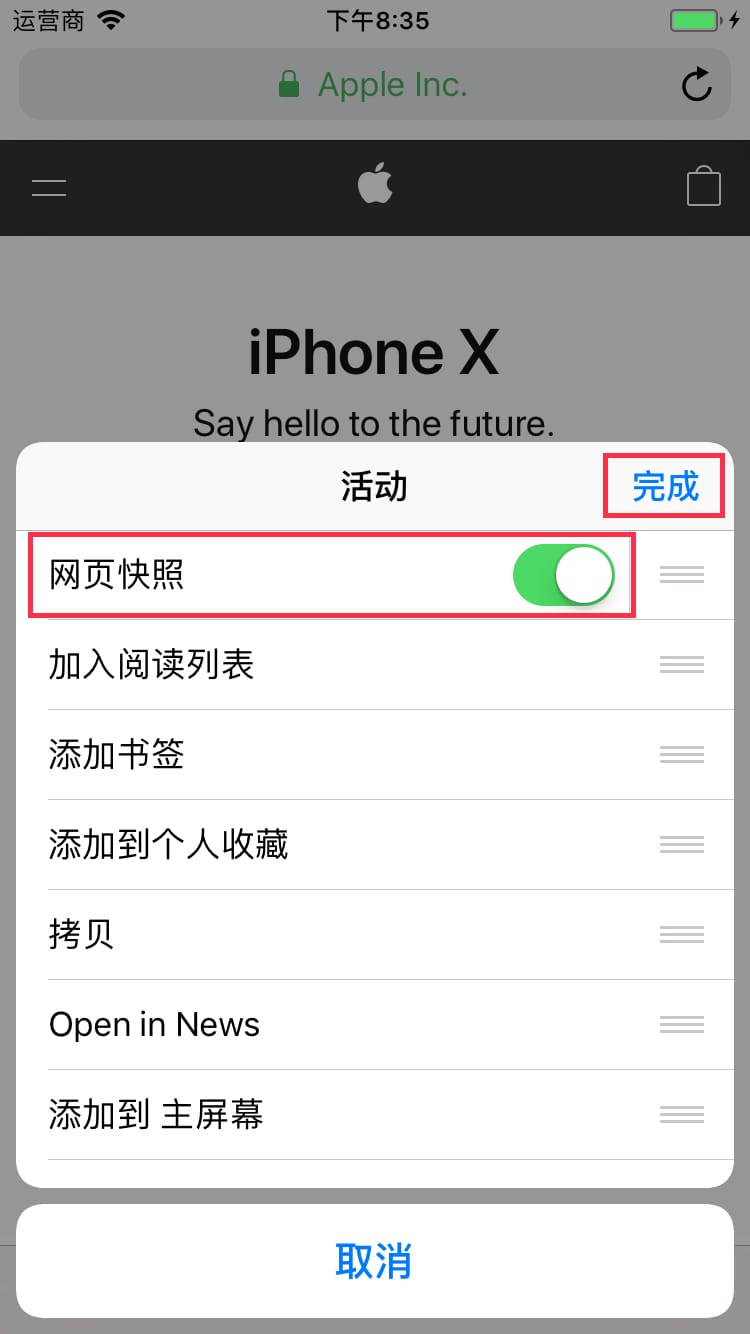 运营商 下午8:35
Apple Inc.
iPhone X
Say hello to the future.
活动 完成
网页快照
加入阅读列表
添加书签
添加到个人收藏
拷贝
Open in News
添加到 主屏幕
取消